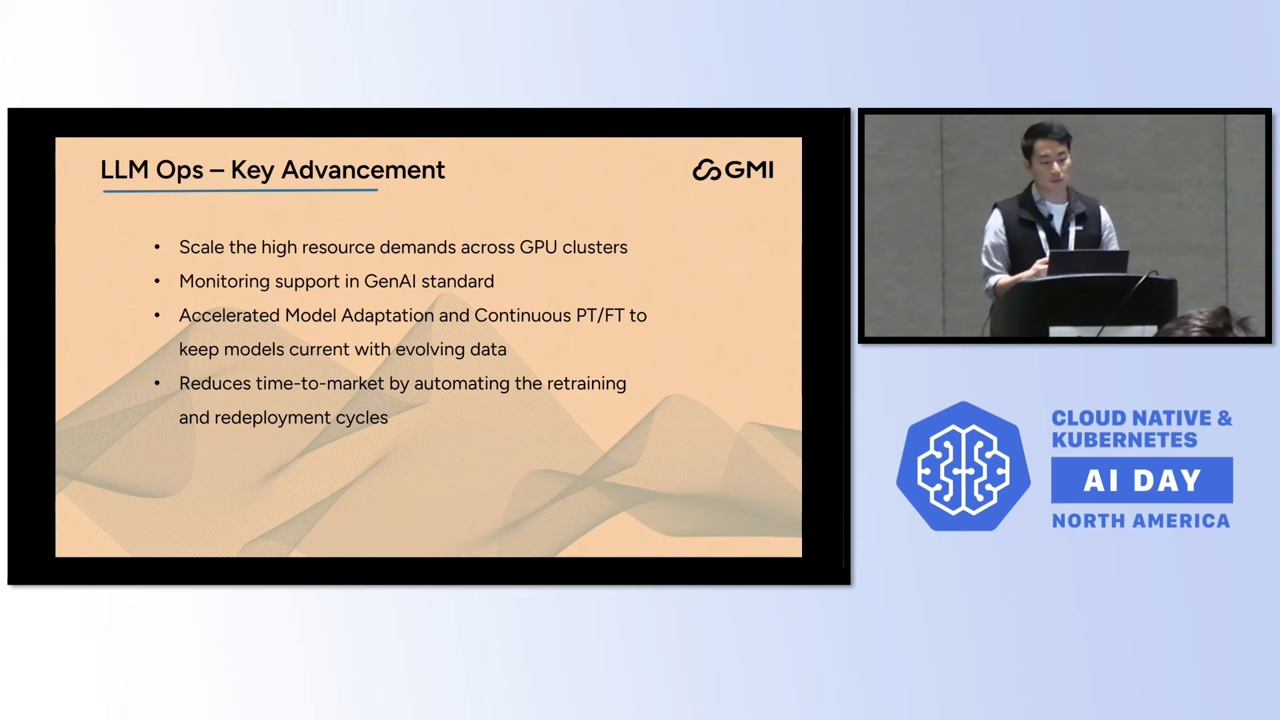 LLM Ops – Key Advancement
GMI
• Scale the high resource demands across GPU clusters
• Monitoring support in GenAI standard
• Accelerated Model Adaptation and Continuous PT/FT to
keep models current with evolving data
• Reduces time-to-market by automating the retraining
and redeployment cycles
CLOUD NATIVE &
KUBERNETES
AI DAY
NORTH AMERICA